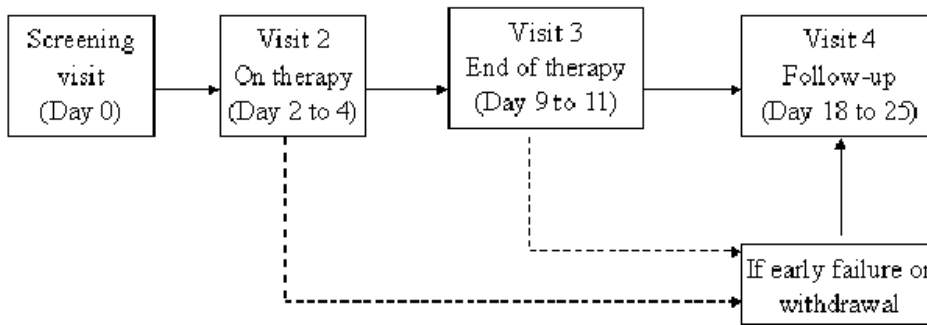 Screening
visit
(Day 0)
Visit 2
On therapy
(Day 2 to 4)
Visit 3
End of therapy
(Day 9 to 11)
Visit 4
Follow-up
(Day 18 to 25)
If early failure or
withdrawal